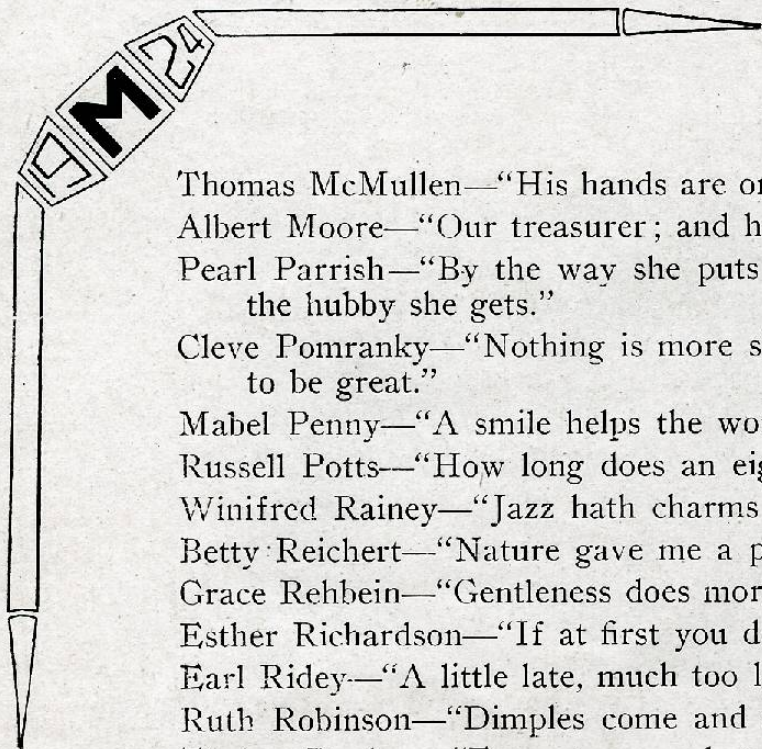 M 24
Thomas McMullen—“His hands are or
Albert Moore—“Our treasurer; and h
Pearl Parrish—“By the way she puts
the hubby she gets.”
Cleve Pomranky—“Nothing is more s
to be great.”
Mabel Penny—“A smile helps the wo
Russell Potts—“How long does an eig
Winifred Rainey—“Jazz hath charms
Betty Reichert—“Nature gave me a p
Grace Rehbein—“Gentleness does mor
Esther Richardson—“If at first you d
Earl Ridey—“A little late, much too l
Ruth Robinson—“Dimples come and